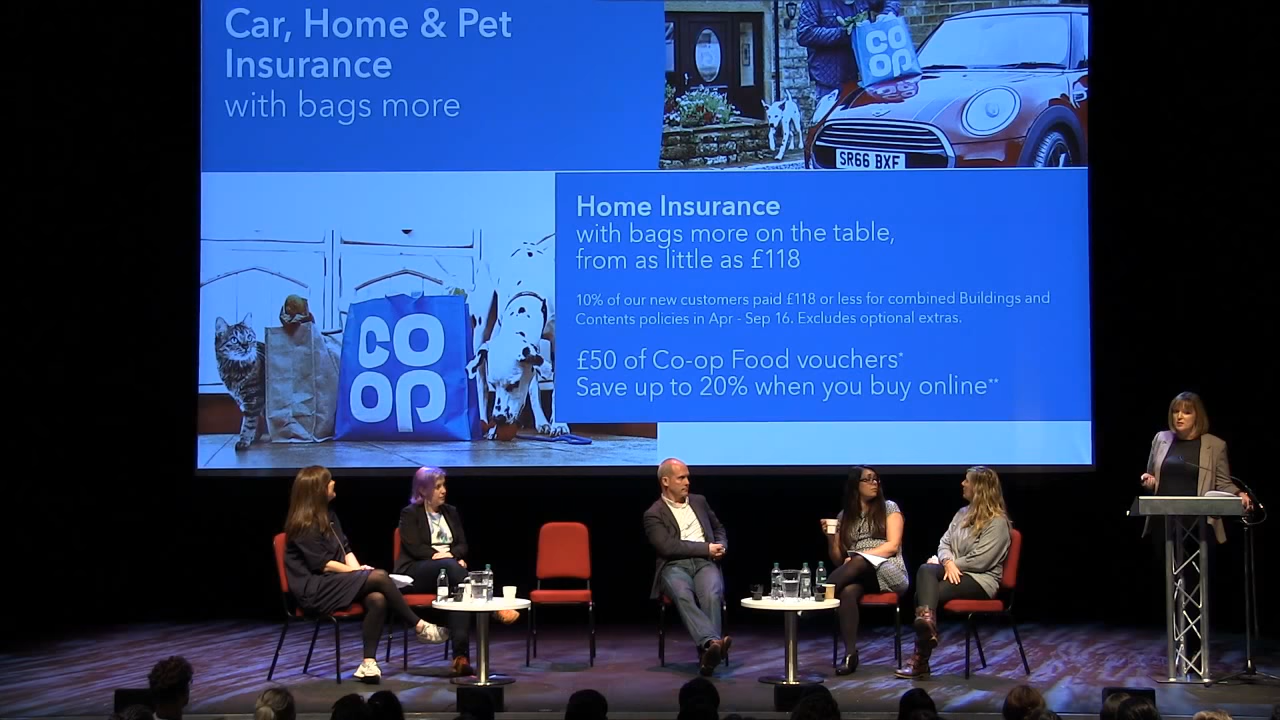 Car, Home & Pet
Insurance
with bags more
CO
OP
SR66 BXF
Home Insurance
with bags more on the table,
from as little as £118
10% of our new customers paid £118 or less for combined Buildings and
Contents policies in Apr - Sep 16. Excludes optional extras.
£50 of Co-op Food vouchers*
Save up to 20% when you buy online**
CO
OP